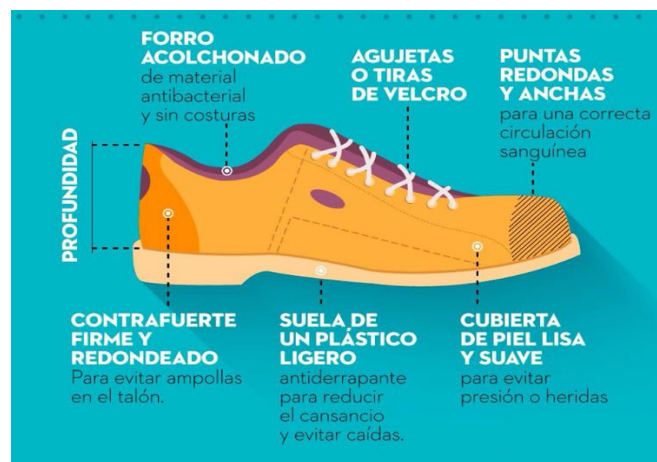 FORRO
ACOLCHONADO
de material
antibacterial
y sin costuras
AGUJETAS
O TIRAS
DE VELCRO
PUNTAS
REDONDAS
Y ANCHAS
para una correcta
circulación
sanguínea
PROFUNDIDAD
CONTRAFUERTE
FIRME Y
REDONDEADO
Para evitar ampollas
en el talón.
SUELA DE
UN PLÁSTICO
LIGERO
antiderrapante
para reducir
el cansancio
y evitar caídas.
CUBIERTA
DE PIEL LISA
Y SUAVE
para evitar
presión o heridas